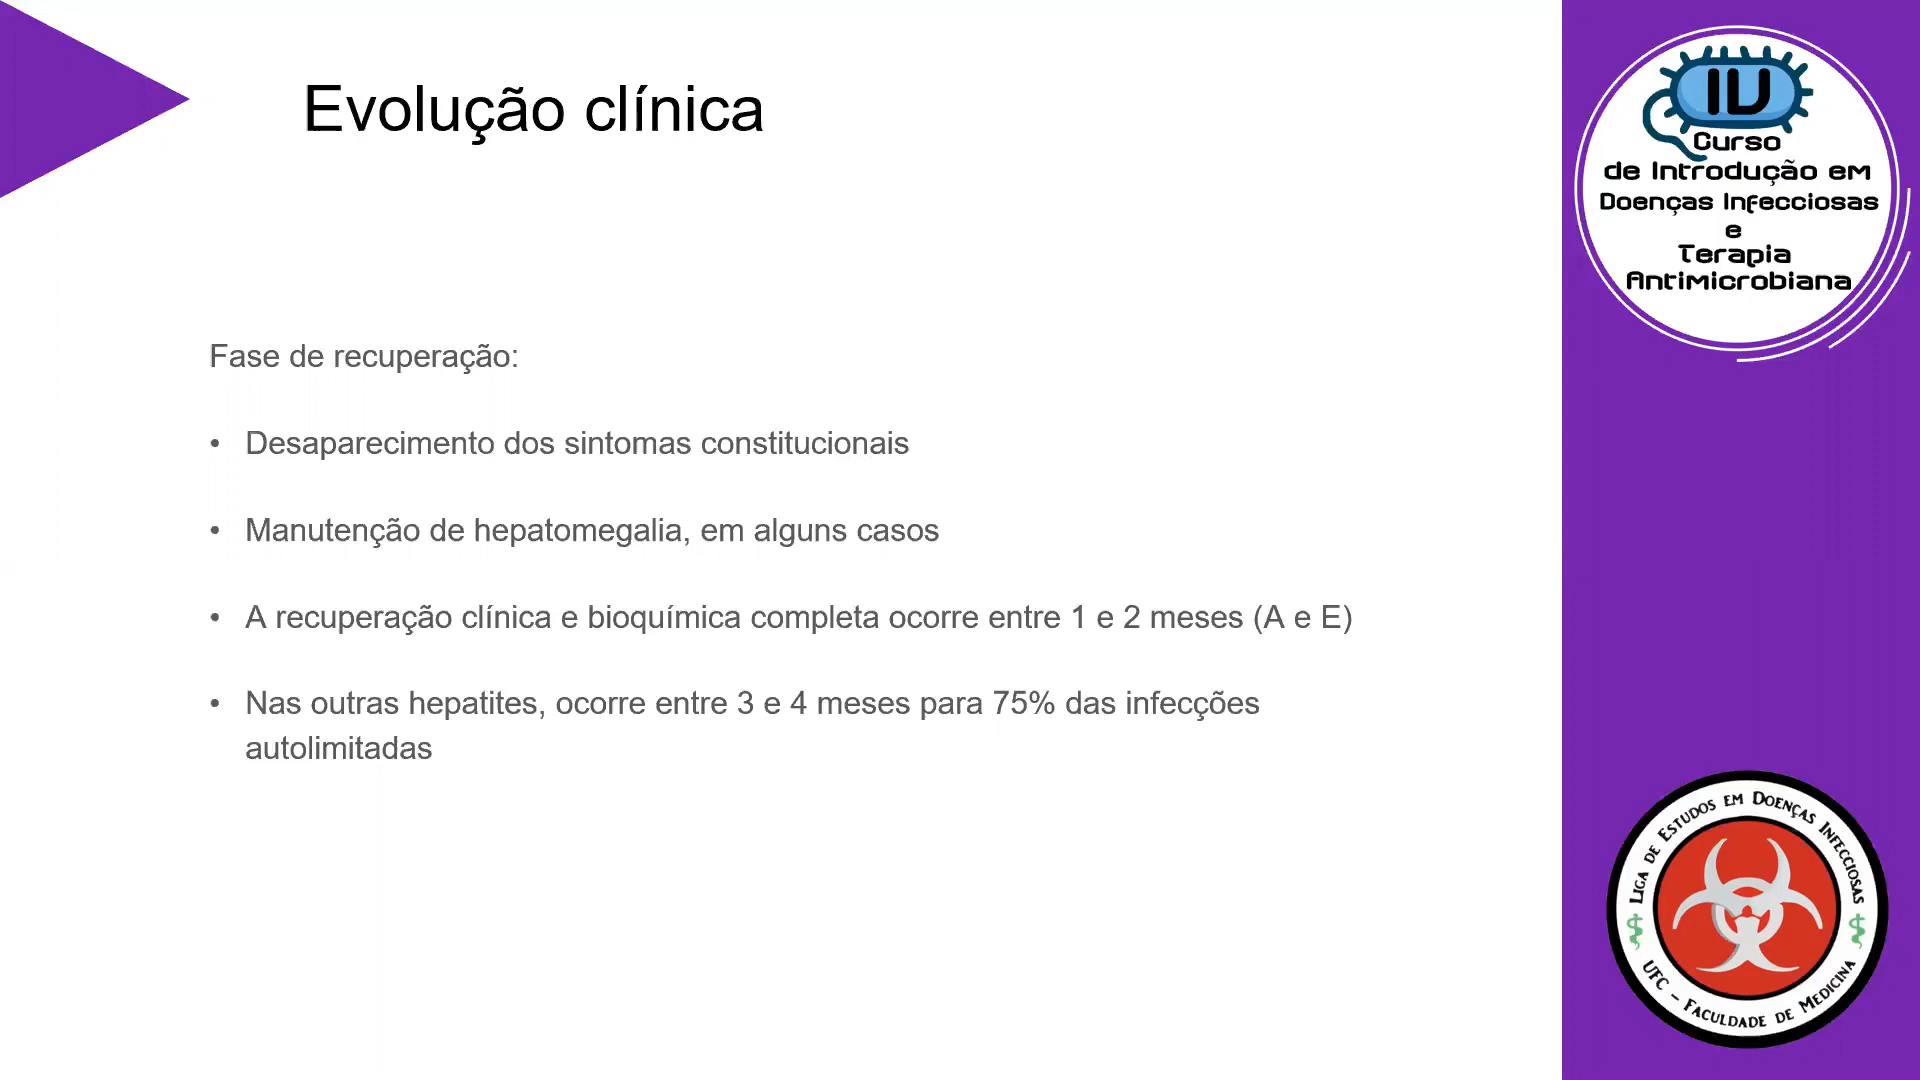 Evolução clínica
Fase de recuperação:
• Desaparecimento dos sintomas constitucionais
• Manutenção de hepatomegalia, em alguns casos
• A recuperação clínica e bioquímica completa ocorre entre 1 e 2 meses (A e E)
• Nas outras hepatites, ocorre entre 3 e 4 meses para 75% das infecções
autolimitadas
IV
Curso
de Introdução em
Doenças Infecciosas
e
Terapia
Antimicrobiana
Liga de Estudos em Doenças Infecciosas
UFC - Faculdade de Medicina